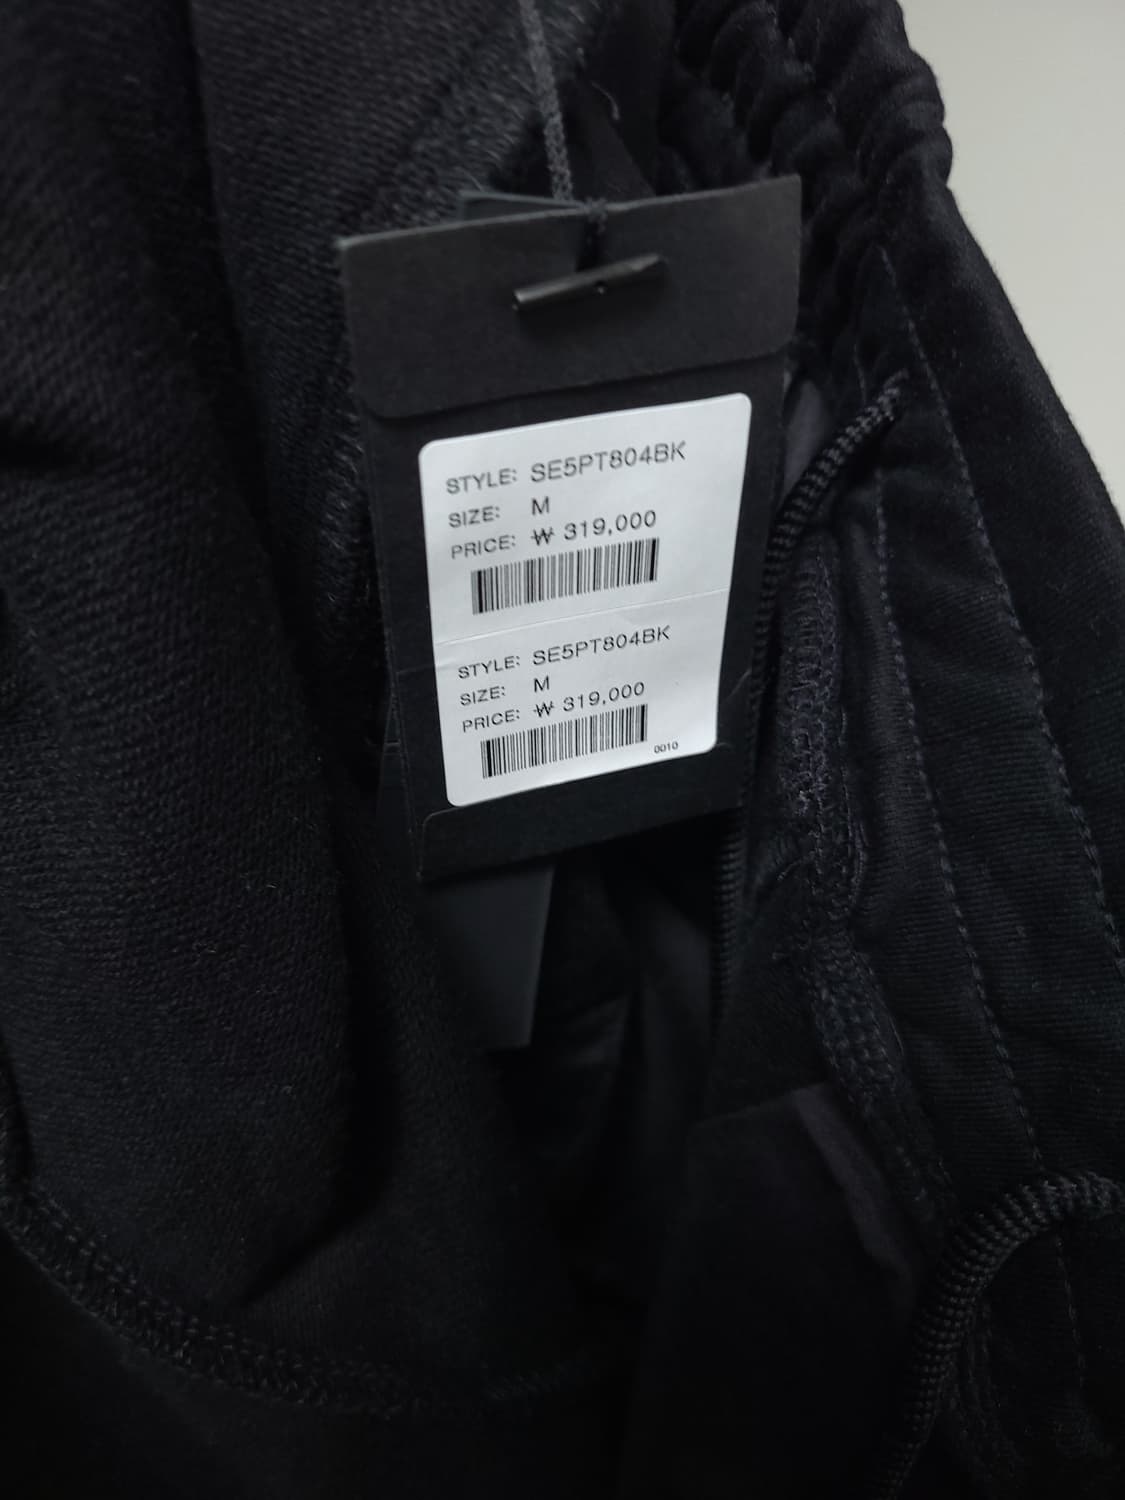 STYLE: SE5PT804BK
SIZE: M
PRICE: ₩ 319,000
STYLE: SE5PT804BK
SIZE: M
PRICE: ₩ 319,000
0010